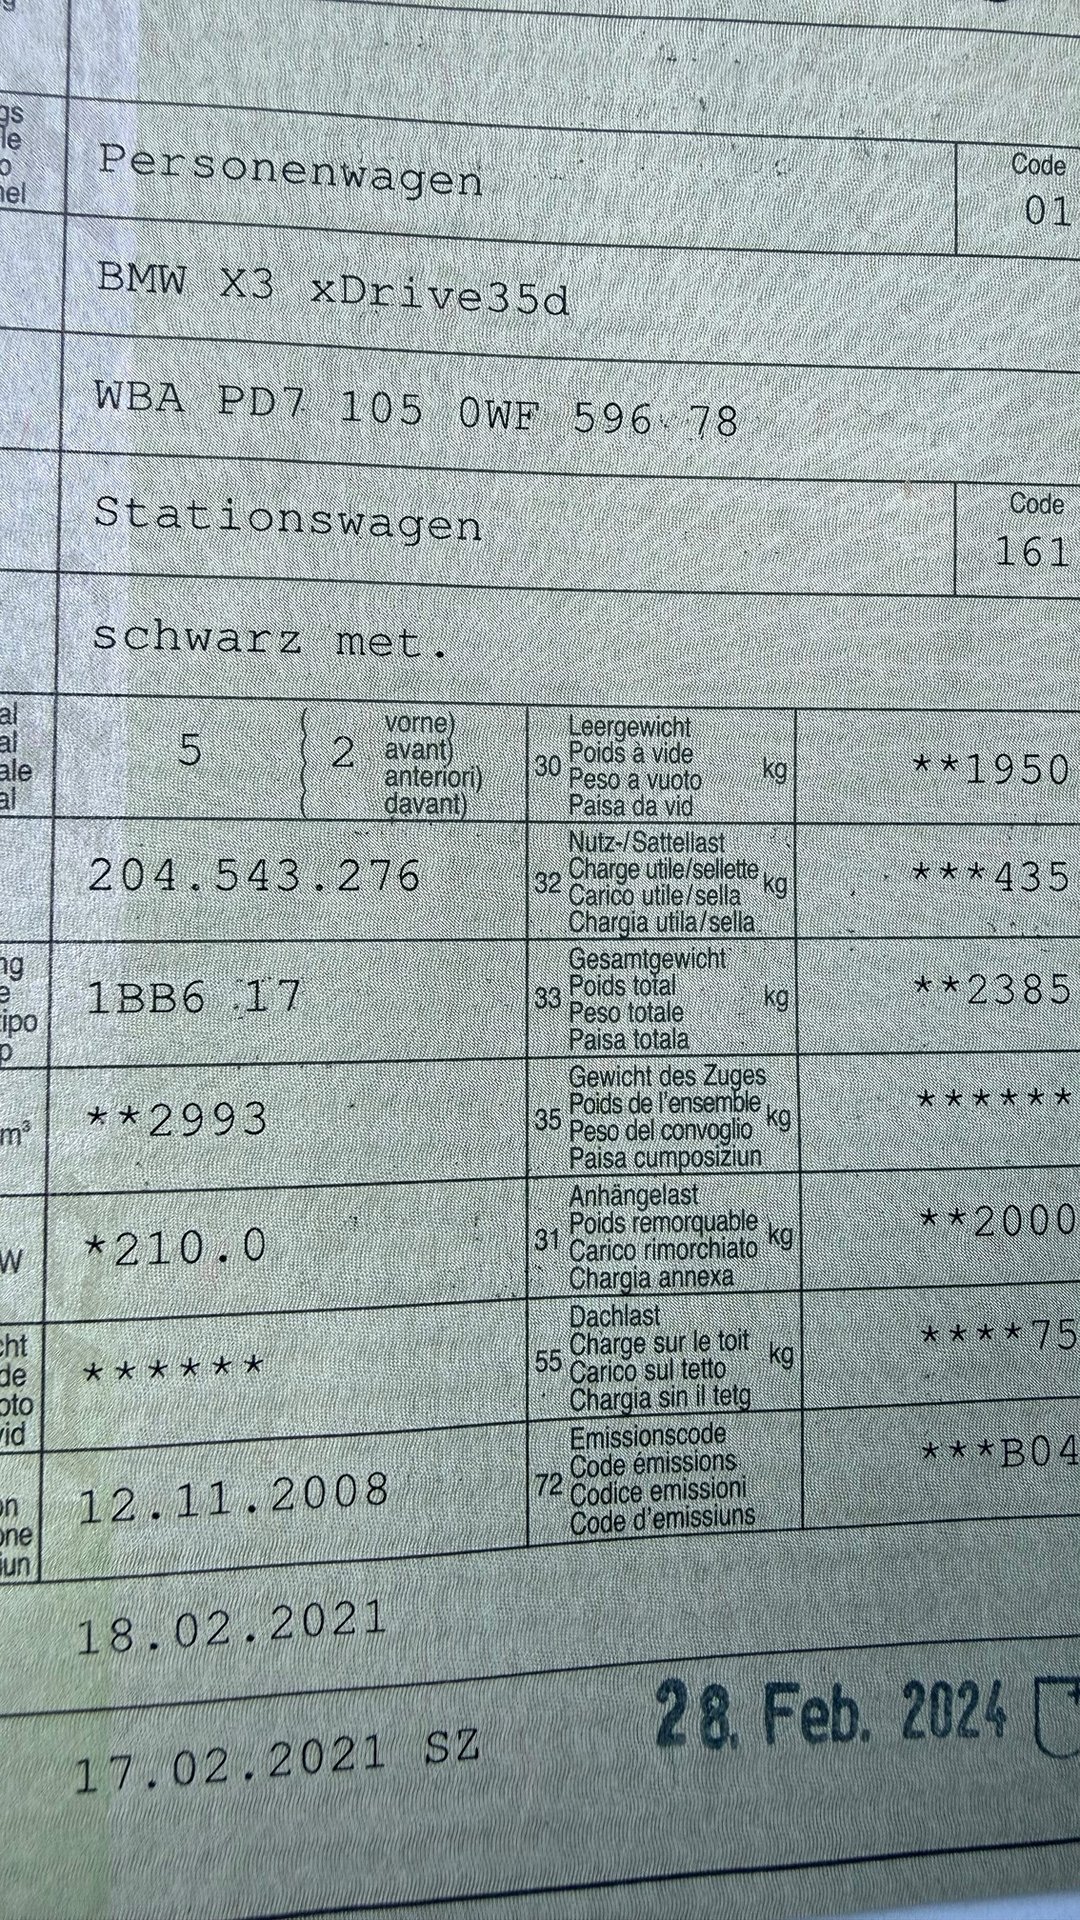 gs
le
o
nel
Personenwagen
Code
01
BMW X3 xDrive35d
WBA PD7 105 0WF 596 78
Stationswagen
Code
161
schwarz met.
al
al
ale
al
5 (2 vorne)
avant)
anteriori)
davant)
30 Leergewicht
Poids à vide kg
Peso a vuoto
Paisa da vid
**1950
204.543.276
32 Nutz-/Sattellast
Charge utile/sellette kg
Carico utile/sella
Chargia utila/sella
***435
ng
e
ipo
p
1BB6 17
33 Gesamtgewicht
Poids total kg
Peso totale
Paisa totala
**2385
m³
**2993
35 Gewicht des Zuges
Poids de l'ensemble kg
Peso del convoglio
Paisa cumposiziun
******
W
*210.0
31 Anhängelast
Poids remorquable kg
Carico rimorchiato
Chargia annexa
**2000
cht
de
oto
vid
******
55 Dachlast
Charge sur le toit kg
Carico sul tetto
Chargia sin il tetg
****75
on
one
iun
12.11.2008
72 Emissionscode
Code émissions
Codice emissioni
Code d'emissiuns
***B04
18.02.2021
17.02.2021 SZ
28. Feb. 2024